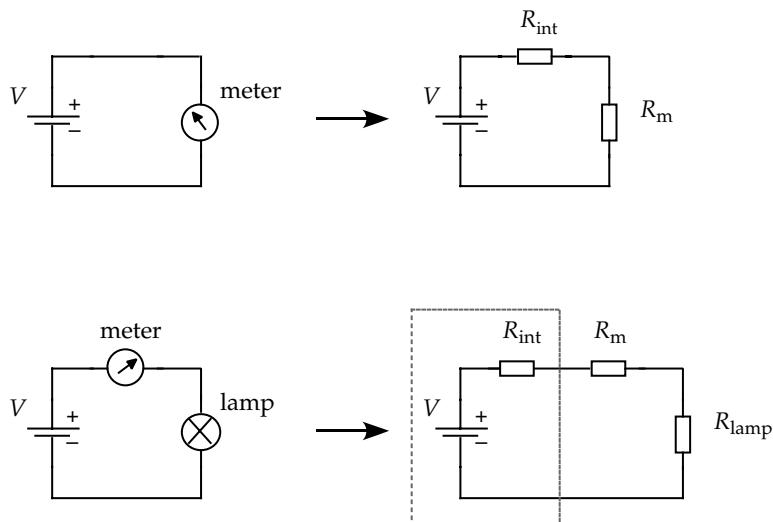 R_int
V + − meter
V + − R_m
meter
R_int R_m
V + − lamp
V + − R_lamp